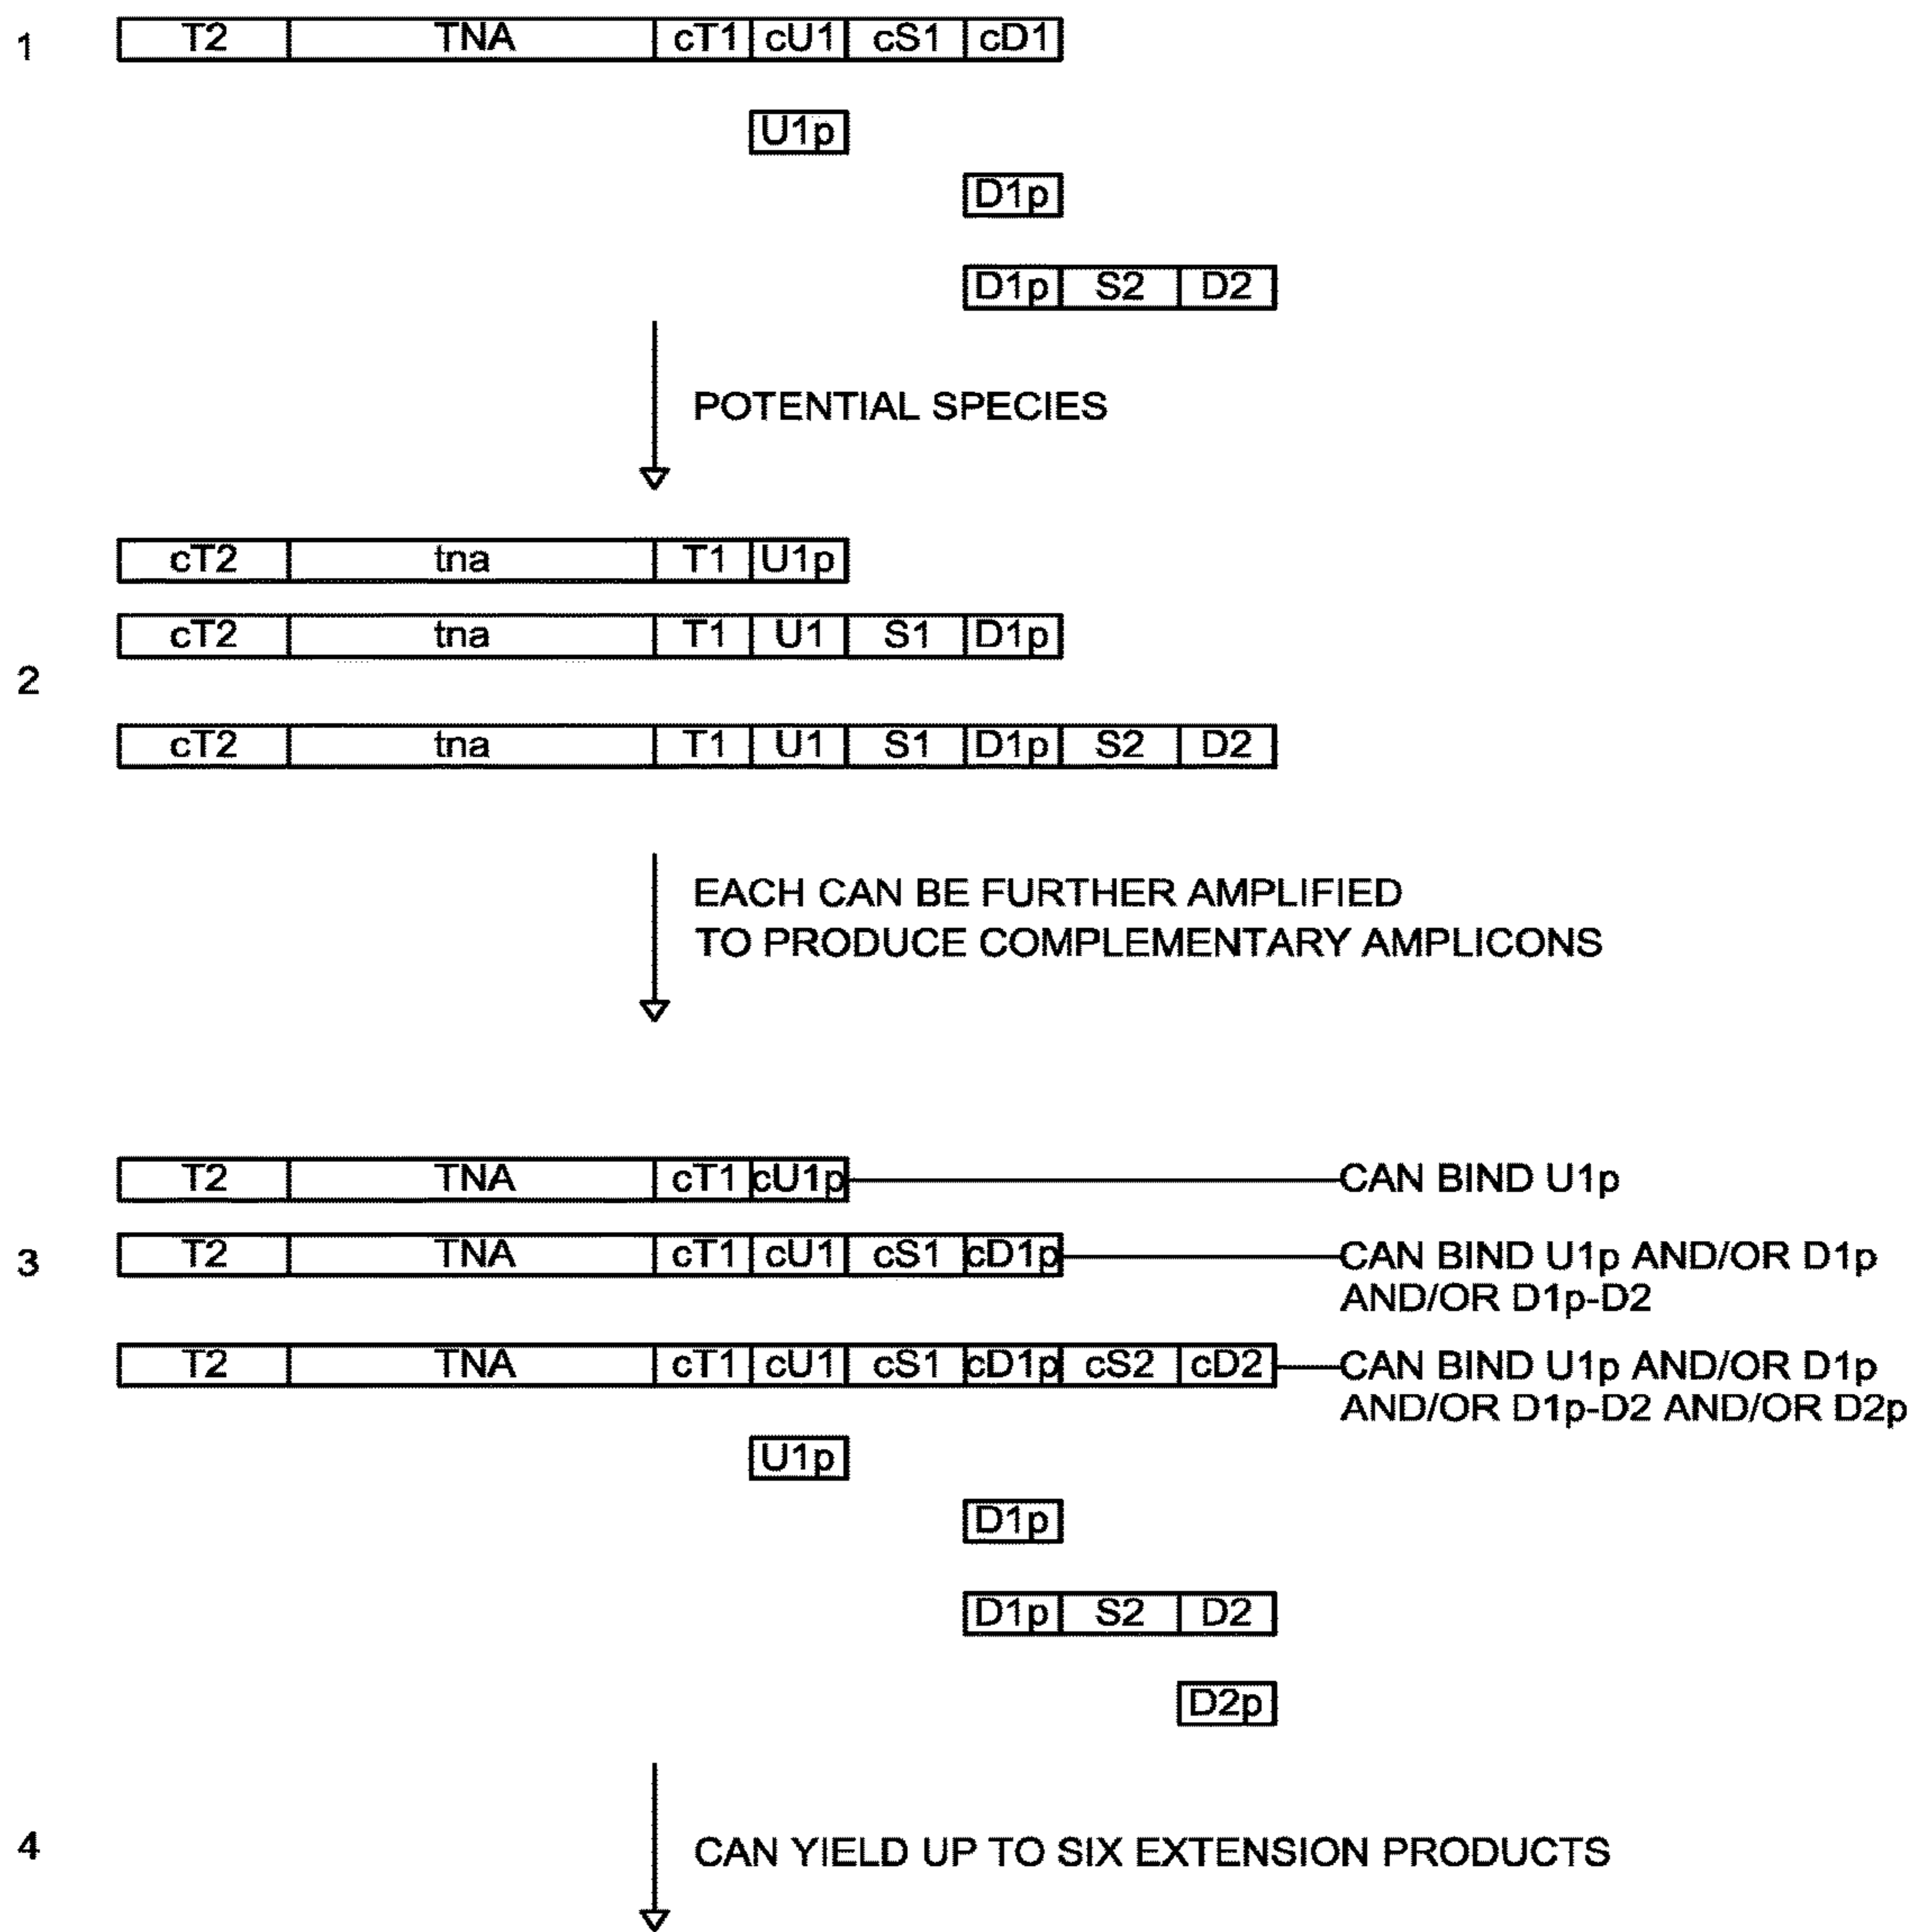 1 T2 TNA cT1 cU1 cS1 cD1
U1p
D1p
D1p S2 D2
POTENTIAL SPECIES
cT2 tna T1 U1p
cT2 tna T1 U1 S1 D1p
2
cT2 tna T1 U1 S1 D1p S2 D2
EACH CAN BE FURTHER AMPLIFIED
TO PRODUCE COMPLEMENTARY AMPLICONS
T2 TNA cT1 cU1p CAN BIND U1p
3 T2 TNA cT1 cU1 cS1 cD1p CAN BIND U1p AND/OR D1p
AND/OR D1p-D2
T2 TNA cT1 cU1 cS1 cD1p cS2 cD2 CAN BIND U1p AND/OR D1p
AND/OR D1p-D2 AND/OR D2p
U1p
D1p
D1p S2 D2
D2p
4 CAN YIELD UP TO SIX EXTENSION PRODUCTS